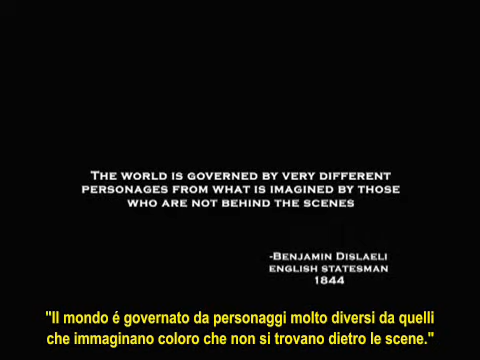 THE WORLD IS GOVERNED BY VERY DIFFERENT
PERSONAGES FROM WHAT IS IMAGINED BY THOSE
WHO ARE NOT BEHIND THE SCENES
-BENJAMIN DISLAELI
ENGLISH STATESMAN
1844
"Il mondo é governato da personaggi molto diversi da quelli
che immaginano coloro che non si trovano dietro le scene."